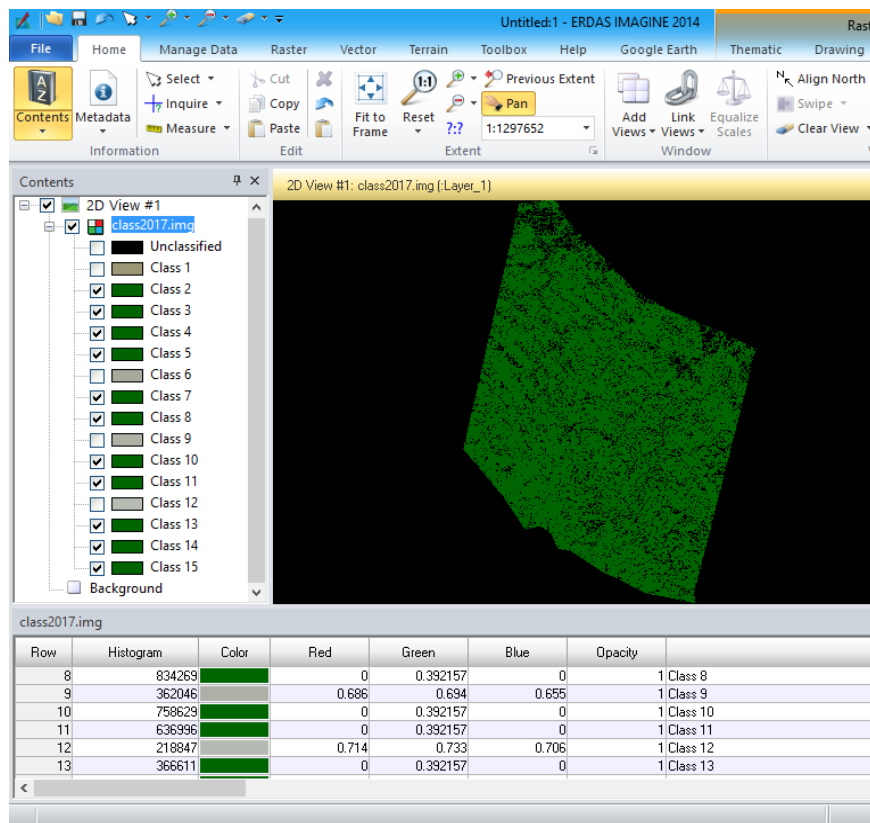 Untitled:1 - ERDAS IMAGINE 2014
Rast
File Home Manage Data Raster Vector Terrain Toolbox Help Google Earth Thematic Drawing
A Z
Contents
Metadata
Select
Inquire
Measure
Information
Cut
Copy
Paste
Edit
Fit to
Frame
1:1
Reset
?:?
Previous Extent
Pan
1:1297652
Extent
Add
Views
Link
Views
Equalize
Scales
Window
N Align North
Swipe
Clear View
Contents
2D View #1
class2017.img
Unclassified
Class 1
Class 2
Class 3
Class 4
Class 5
Class 6
Class 7
Class 8
Class 9
Class 10
Class 11
Class 12
Class 13
Class 14
Class 15
Background
2D View #1: class2017.img (:Layer_1)
class2017.img
Row Histogram Color Red Green Blue Opacity
8 834269 0 0.392157 0 1 Class 8
9 362046 0.686 0.694 0.655 1 Class 9
10 758629 0 0.392157 0 1 Class 10
11 636996 0 0.392157 0 1 Class 11
12 218847 0.714 0.733 0.706 1 Class 12
13 366611 0 0.392157 0 1 Class 13